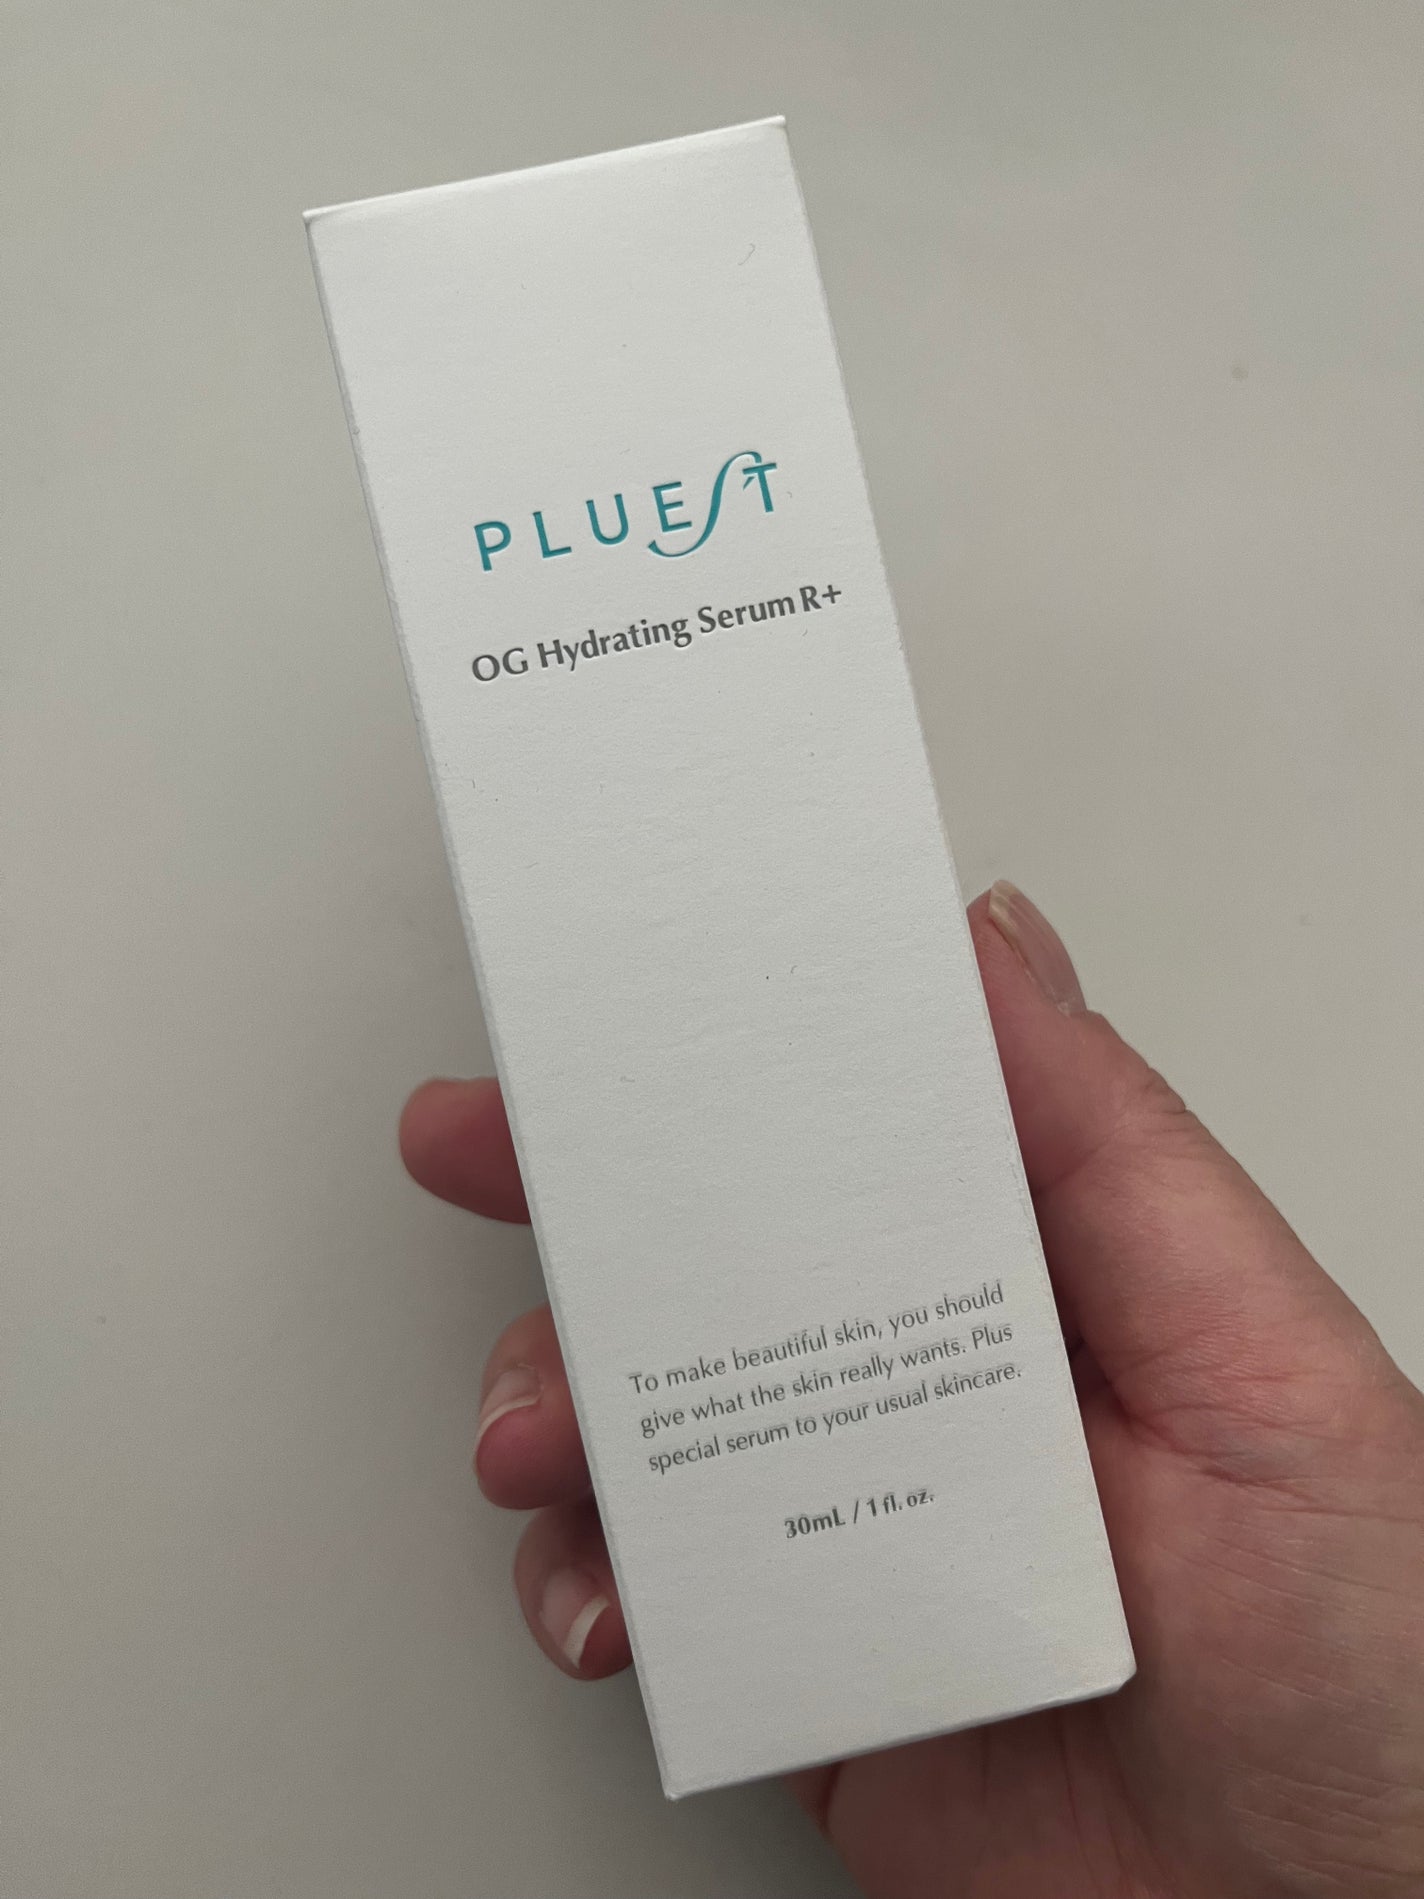 PLUEST
OG Hydrating Serum R+
To make beautiful skin, you should
give what the skin really wants. Plus
special serum to your usual skincare.
30mL / 1 fl. oz.